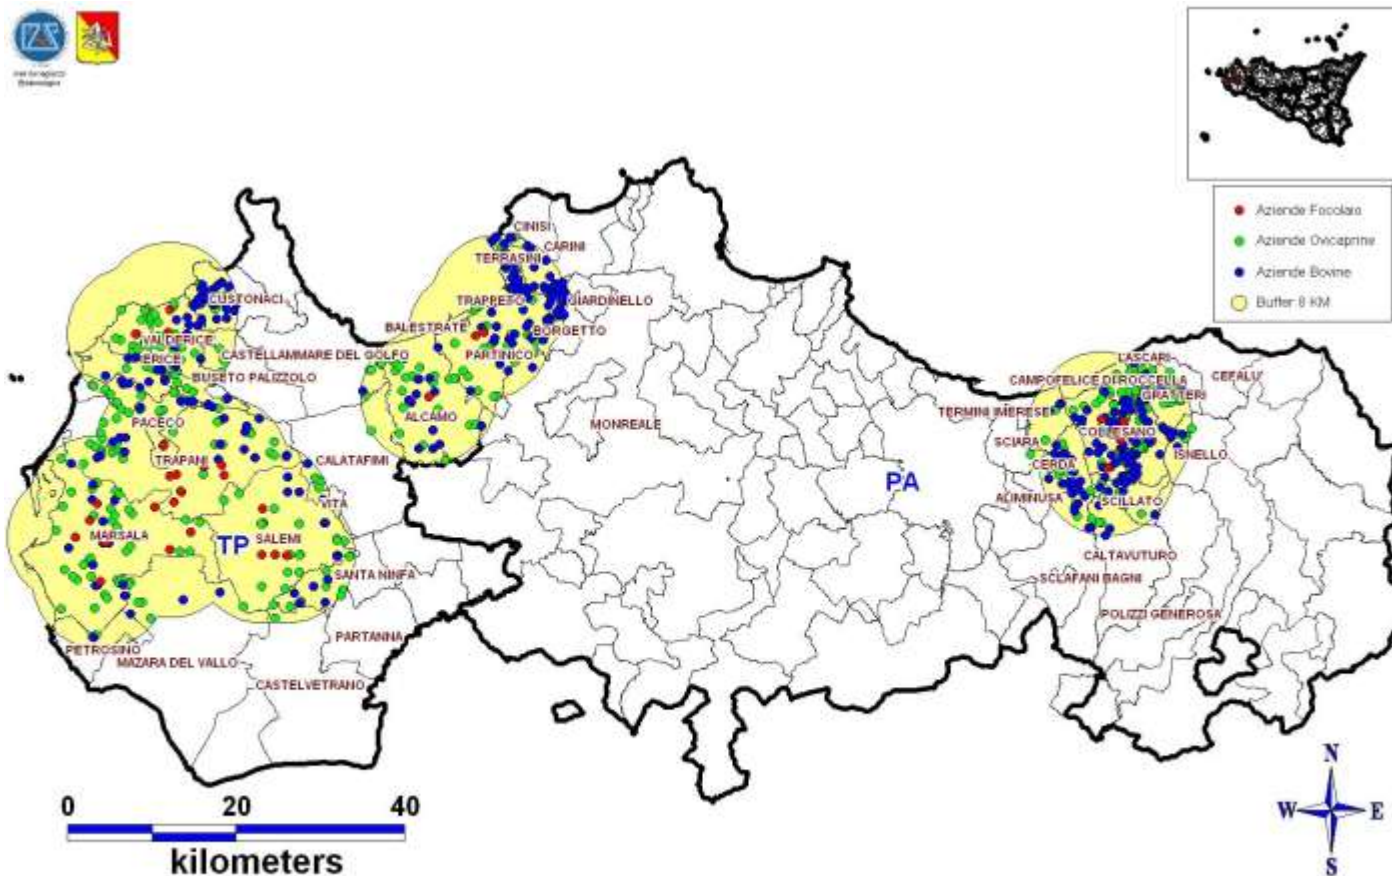 Aziende Focolaio
Aziende Ovicaprine
Aziende Bovine
Buffer 8 KM
CINISI
CARINI
TERRASINI
CUSTONACI
TRAPPETO
GIARDINELLO
BALESTRATE
BORGETTO
VALDERICE
ERICE
CASTELLAMMARE DEL GOLFO
PARTINICO
LASCARI
BUSETO PALIZZOLO
CAMPOFELICE DI ROCCELLA
CEFALU'
GRATTERI
TERMINI IMERESE
ALCAMO
PACECO
MONREALE
COLLESANO
SCIARA
TRAPANI
CALATAFIMI
ISNELLO
CERDA
PA
ALIMINUSA
SCILLATO
VITA
MARSALA
TP
SALEMI
CALTAVUTURO
SANTA NINFA
SCLAFANI BAGNI
POLIZZI GENEROSA
PARTANNA
PETROSINO
MAZARA DEL VALLO
CASTELVETRANO
0 20 40
kilometers
N
W E
S